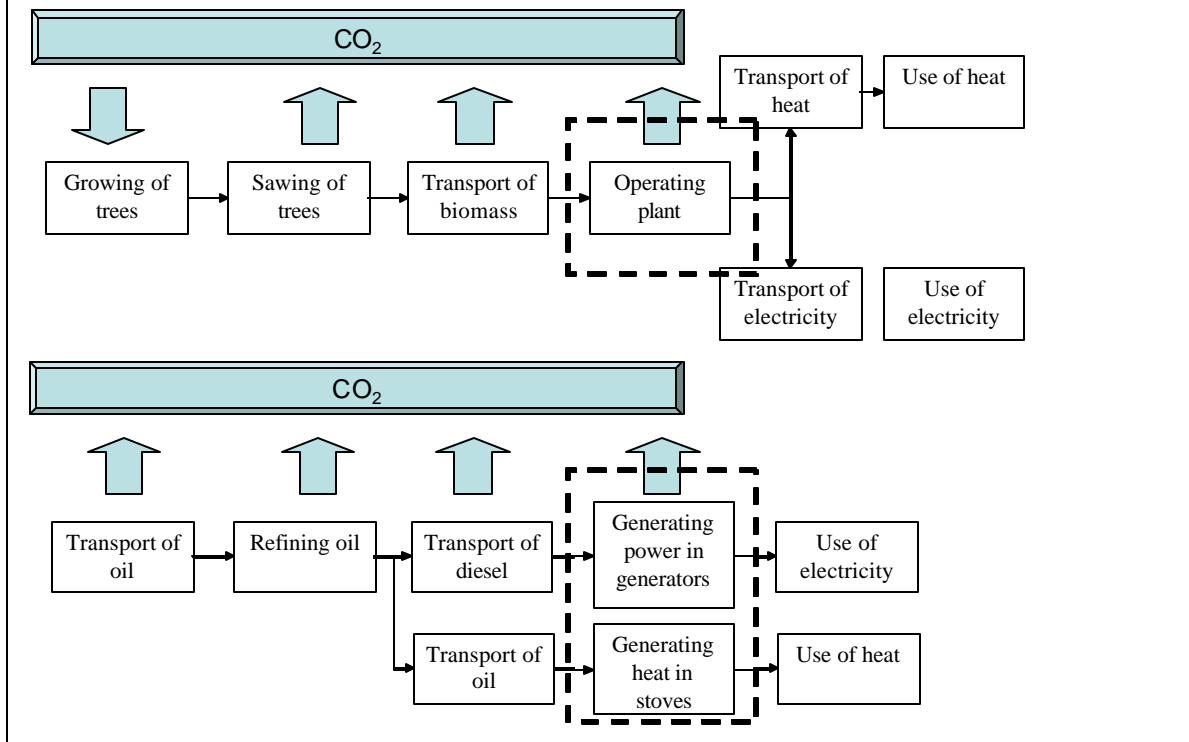 CO2
Transport of
heat
Use of heat
Growing of
trees
Sawing of
trees
Transport of
biomass
Operating
plant
Transport of
electricity
Use of
electricity
CO2
Transport of
oil
Refining oil
Transport of
diesel
Generating
power in
generators
Use of
electricity
Transport of
oil
Generating
heat in
stoves
Use of heat